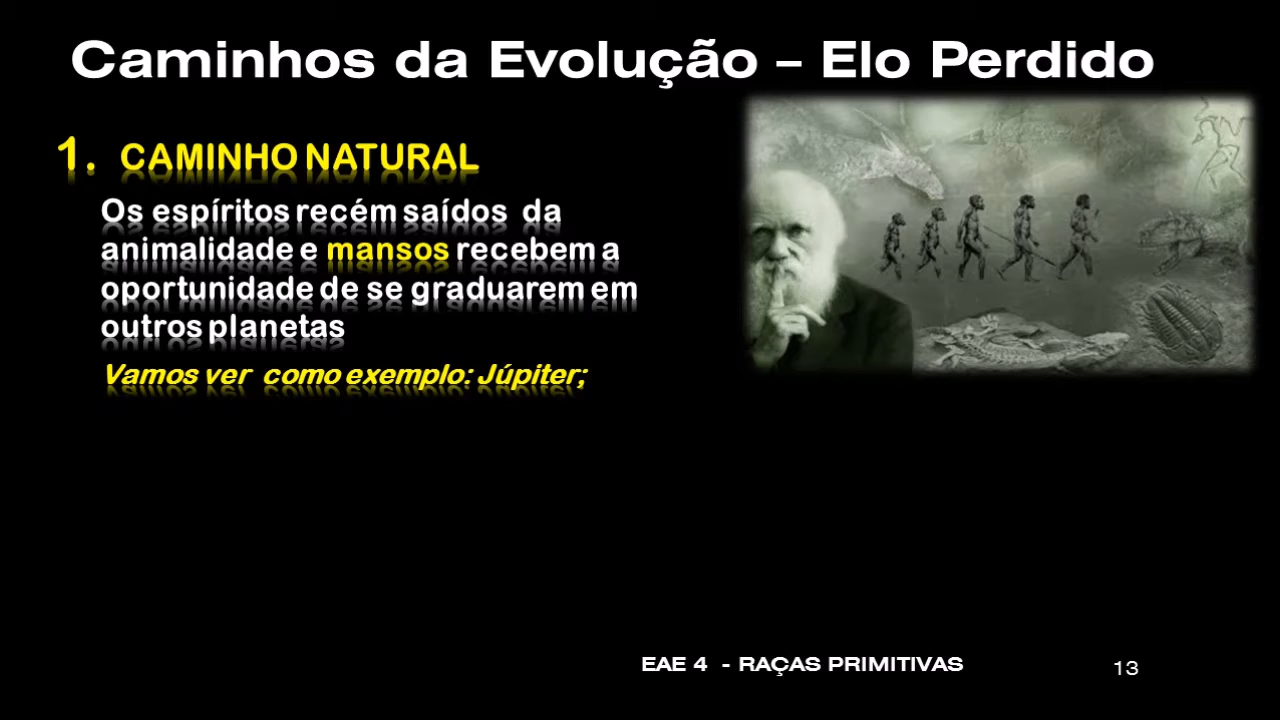 Caminhos da Evolução – Elo Perdido
1. CAMINHO NATURAL
Os espíritos recém saídos da
animalidade e mansos recebem a
oportunidade de se graduarem em
outros planetas
Vamos ver como exemplo: Júpiter;
EAE 4 - RAÇAS PRIMITIVAS
13